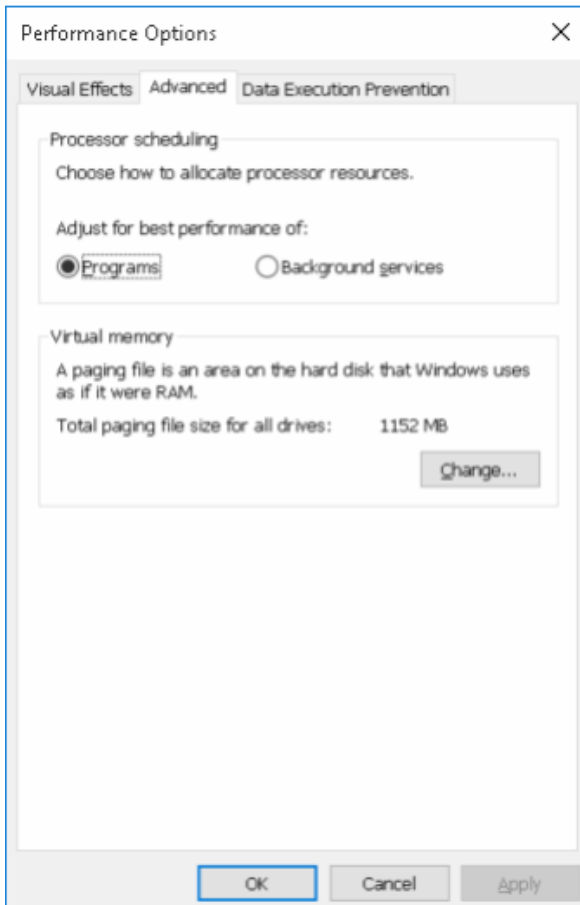 Performance Options
Visual Effects Advanced Data Execution Prevention
Processor scheduling
Choose how to allocate processor resources.
Adjust for best performance of:
Programs Background services
Virtual memory
A paging file is an area on the hard disk that Windows uses
as if it were RAM.
Total paging file size for all drives: 1152 MB
Change...
OK Cancel Apply